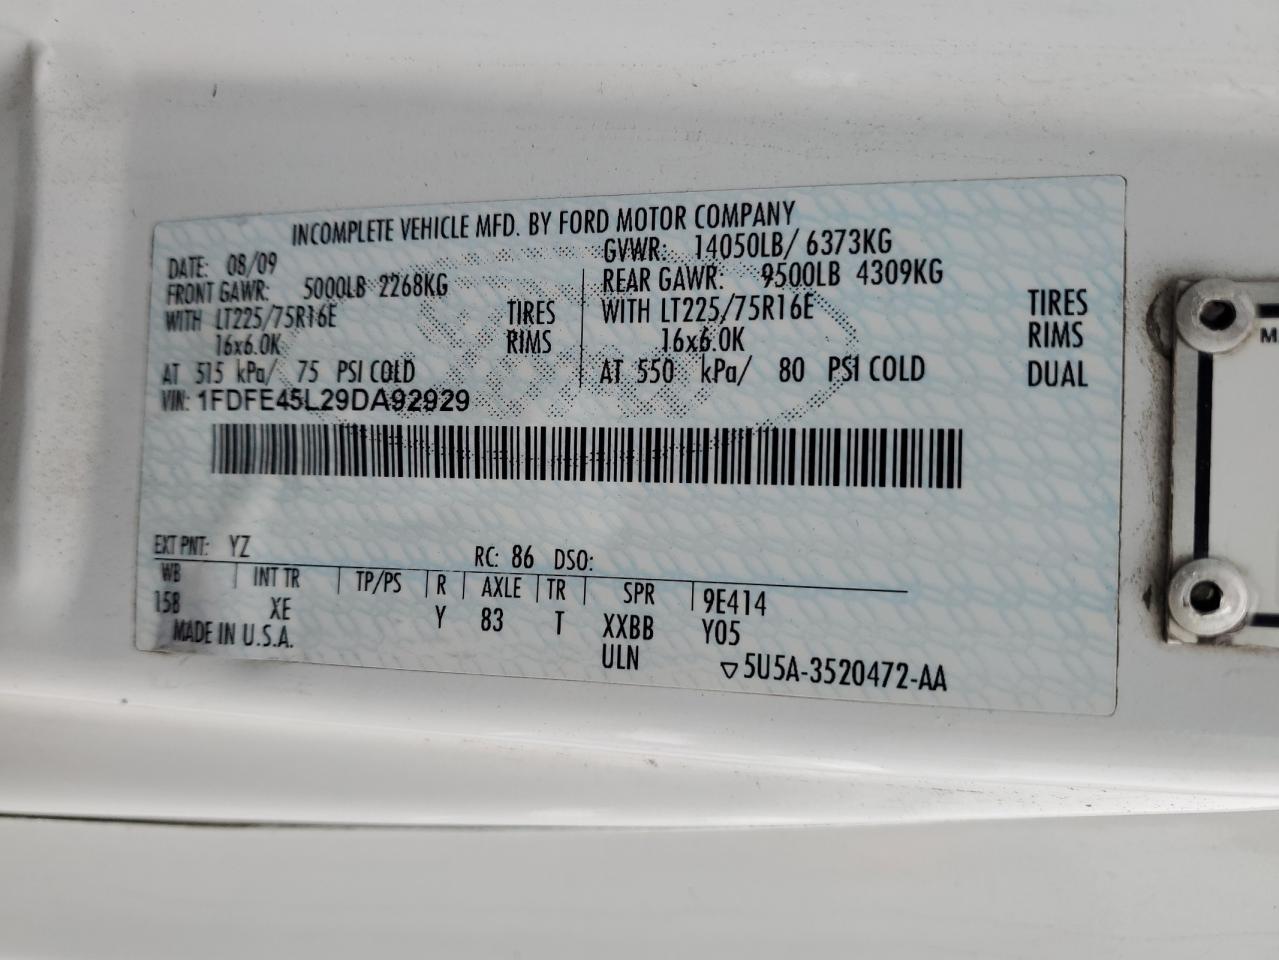 INCOMPLETE VEHICLE MFD. BY FORD MOTOR COMPANY
DATE: 08/09 GVWR: 14050LB/ 6373KG
FRONT GAWR: 5000LB 2268KG REAR GAWR: 9500LB 4309KG
WITH LT225/75R16E TIRES WITH LT225/75R16E TIRES
16x6.0K RIMS 16x6.0K RIMS
AT 515 kPa/ 75 PSI COLD AT 550 kPa/ 80 PSI COLD DUAL
VIN: 1FDFE45L29DA92929
EXT PNT: YZ RC: 86 DSO:
WB INT TR TP/PS R AXLE TR SPR 9E414
158 XE Y 83 T XXBB Y05
MADE IN U.S.A. ULN ▽5U5A-3520472-AA